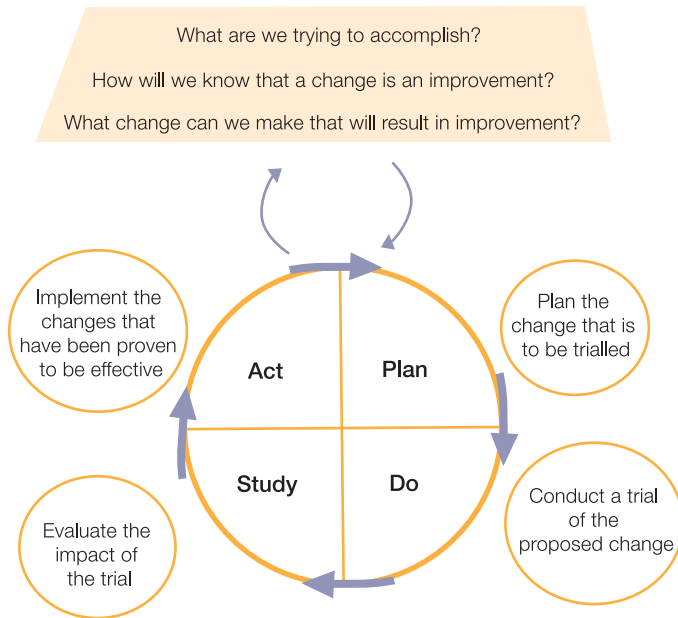 What are we trying to accomplish?
How will we know that a change is an improvement?
What change can we make that will result in improvement?
Implement the
changes that
have been proven
to be effective
Act
Plan
Plan the
change that is
to be trialled
Study
Do
Evaluate the
impact of
the trial
Conduct a trial
of the
proposed change